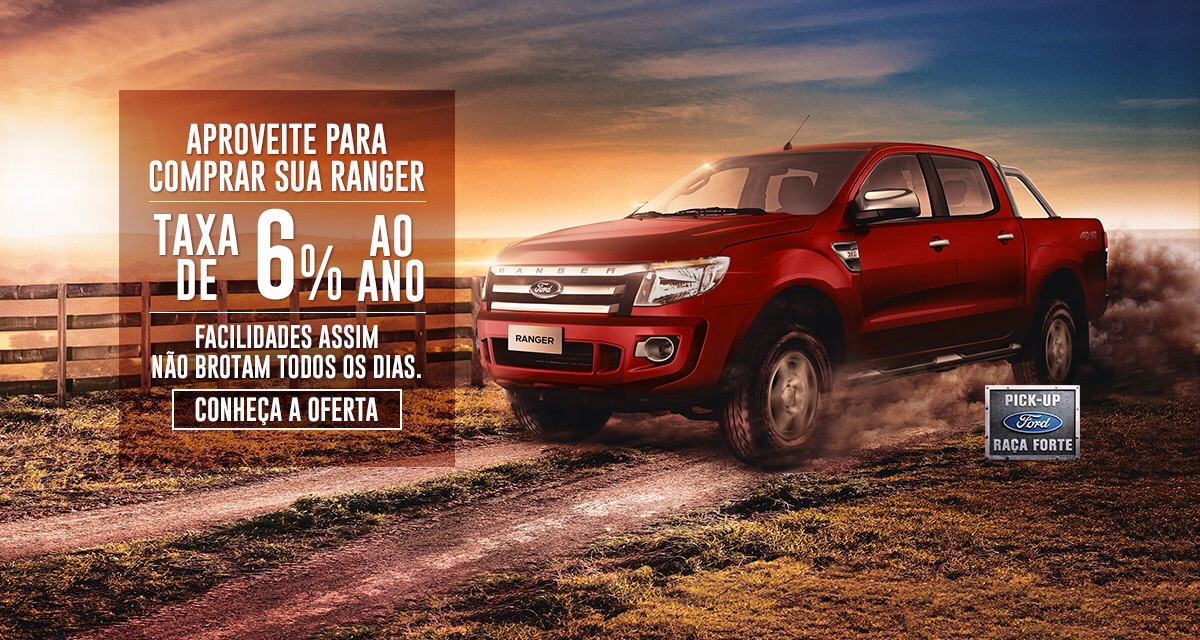 APROVEITE PARA
COMPRAR SUA RANGER
TAXA DE 6% AO ANO
FACILIDADES ASSIM
NÃO BROTAM TODOS OS DIAS.
CONHEÇA A OFERTA
RANGER
Ford
RANGER
PICK-UP
Ford
RAÇA FORTE